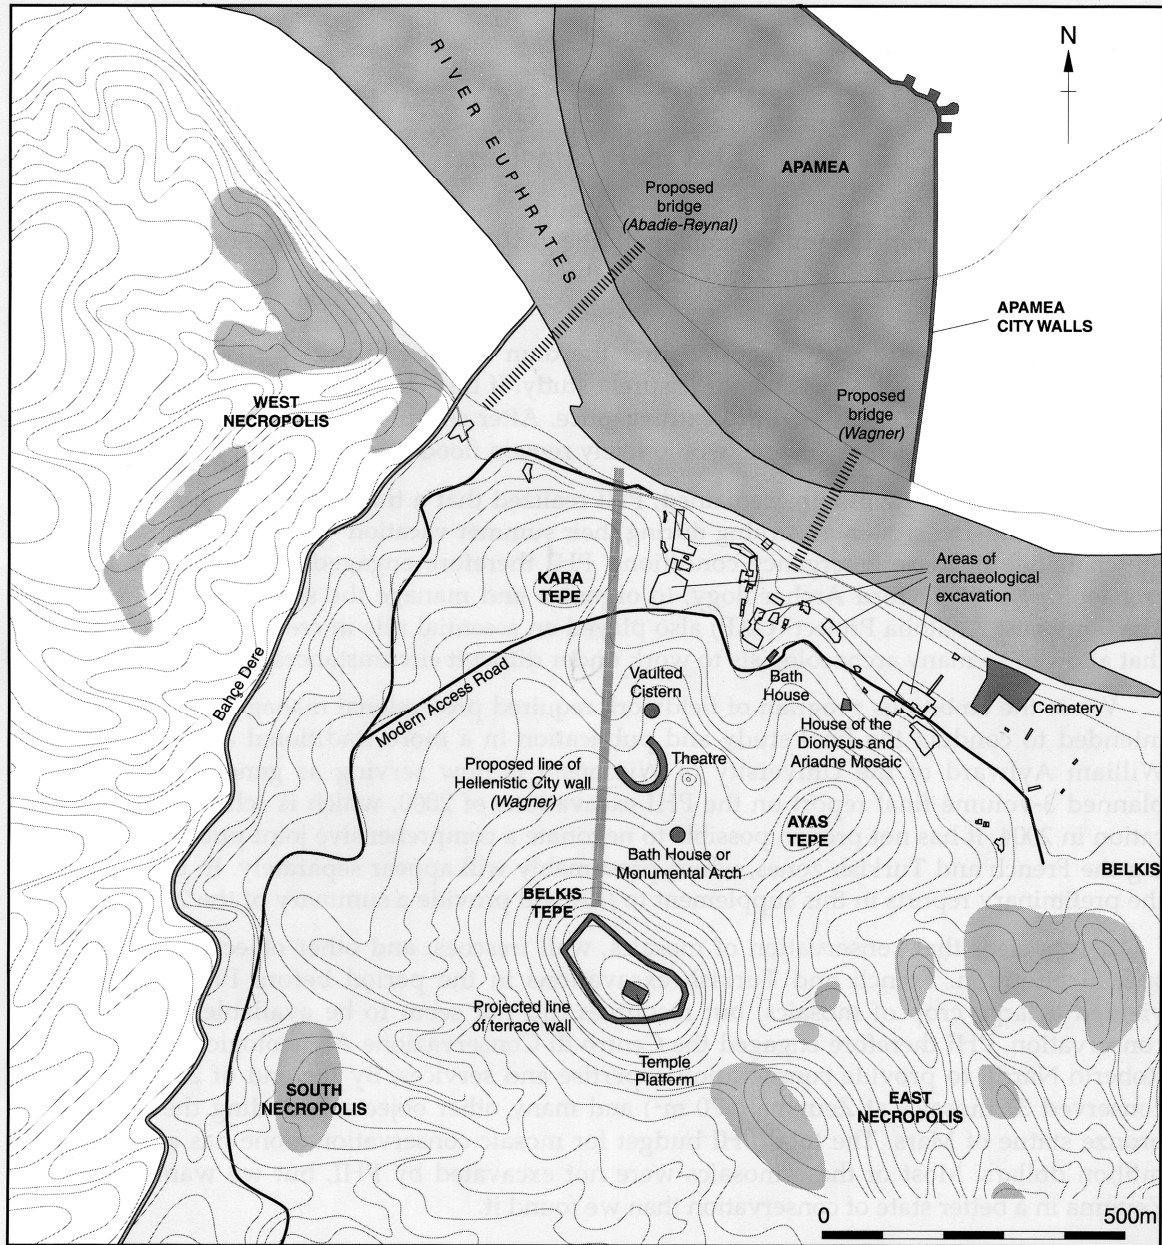 N
RIVER EUPHRATES
APAMEA
Proposed
bridge
(Abadie-Reynal)
APAMEA
CITY WALLS
WEST
NECROPOLIS
Proposed
bridge
(Wagner)
Areas of
archaeological
excavation
KARA
TEPE
Bahçe Dere
Modern Access Road
Vaulted
Cistern
Bath
House
Cemetery
House of the
Dionysus and
Ariadne Mosaic
Theatre
Proposed line of
Hellenistic City wall
(Wagner)
AYAS
TEPE
Bath House or
Monumental Arch
BELKIS
BELKIS
TEPE
Projected line
of terrace wall
Temple
Platform
SOUTH
NECROPOLIS
EAST
NECROPOLIS
0 500m